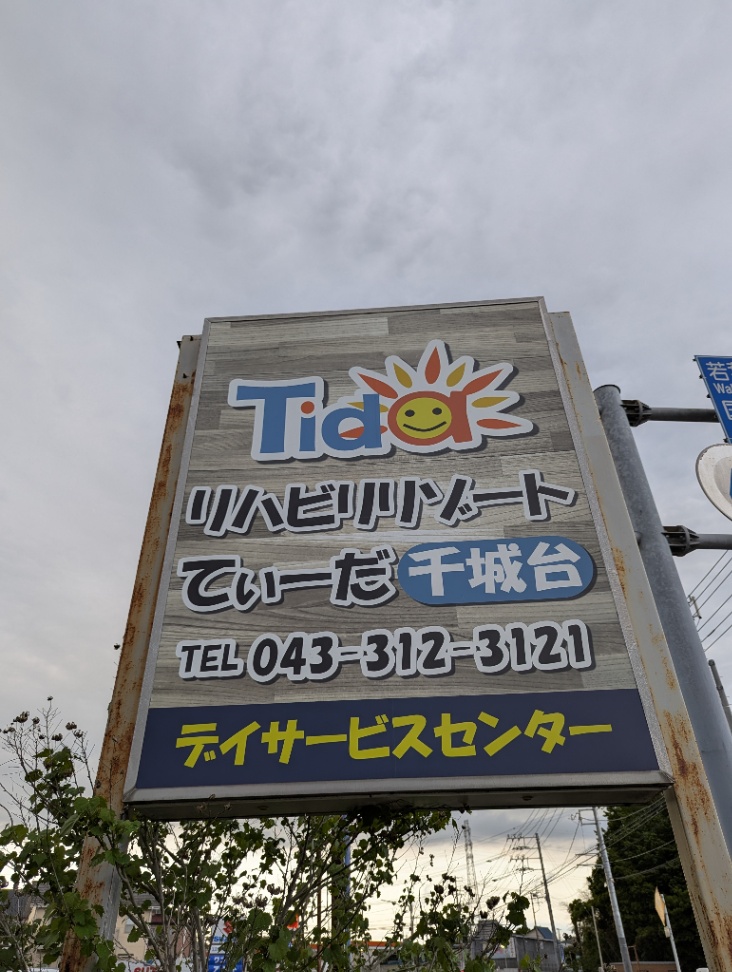 Tida
リハビリリゾート
てぃーだ 千城台
TEL 043-312-3121
デイサービスセンター